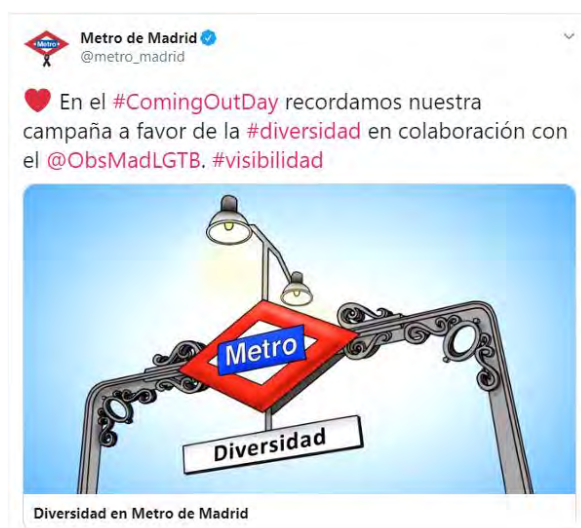 Metro de Madrid
@metro_madrid
Metro
❤ En el #ComingOutDay recordamos nuestra
campaña a favor de la #diversidad en colaboración con
el @ObsMadLGTB. #visibilidad
Metro
Diversidad
Diversidad en Metro de Madrid